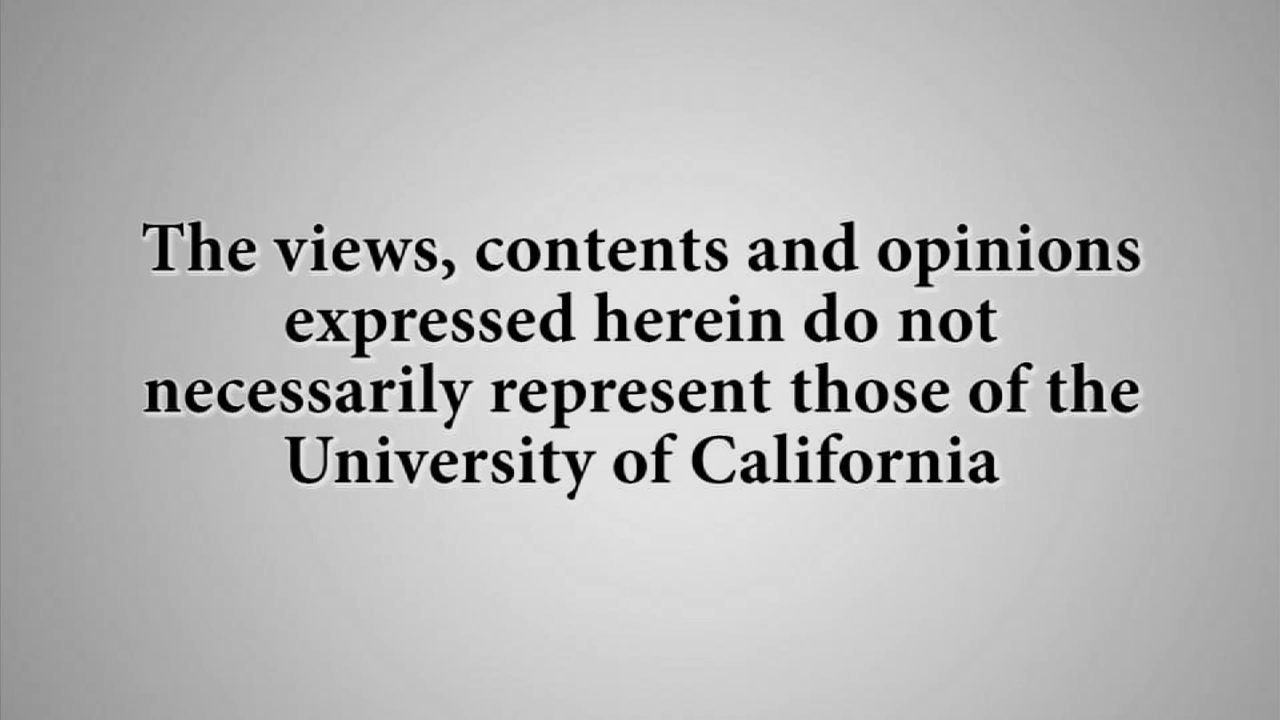 The views, contents and opinions
expressed herein do not
necessarily represent those of the
University of California